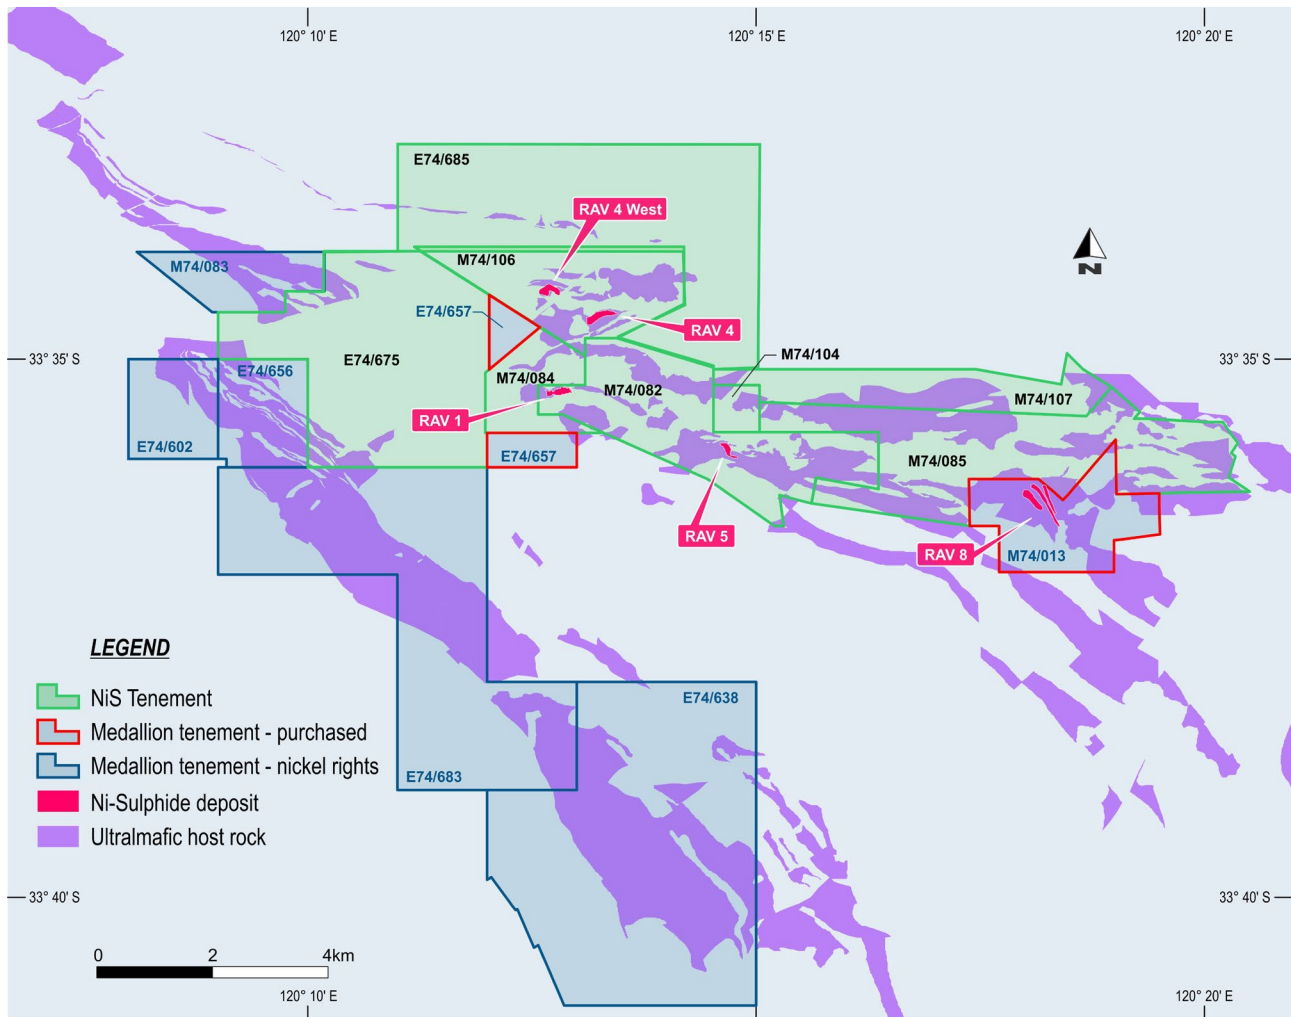 120° 10' E
120° 15' E
120° 20' E
E74/685
RAV 4 West
M74/106
M74/083
N
E74/657
RAV 4
33° 35' S
33° 35' S
E74/675
M74/104
E74/656
M74/084
M74/082
M74/107
RAV 1
E74/602
E74/657
M74/085
RAV 5
RAV 8
M74/013
LEGEND
NiS Tenement
Medallion tenement - purchased
Medallion tenement - nickel rights
Ni-Sulphide deposit
Ultralmafic host rock
E74/638
E74/683
33° 40' S
33° 40' S
0 2 4km
120° 10' E
120° 20' E